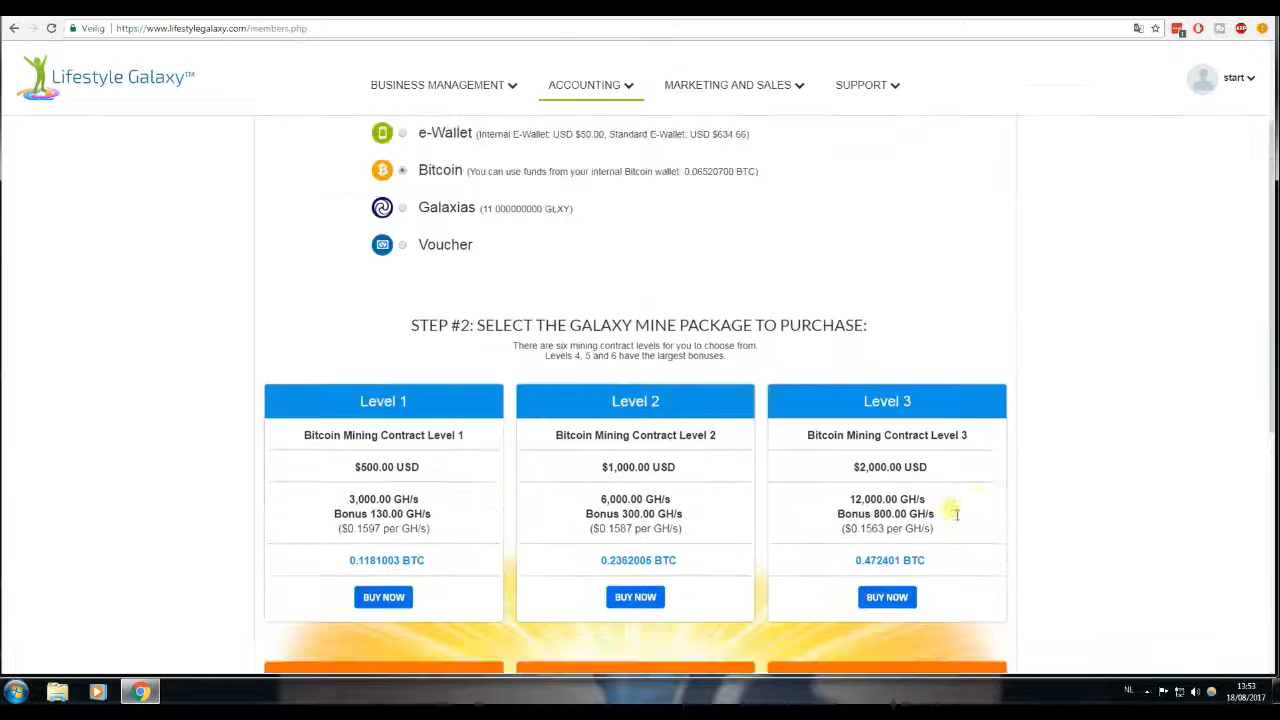 Veilig
https://www.lifestylegalaxy.com/members.php
Lifestyle Galaxy™
BUSINESS MANAGEMENT
ACCOUNTING
MARKETING AND SALES
SUPPORT
start
e-Wallet (Internal E-Wallet: USD $50.00, Standard E-Wallet: USD $634 66)
Bitcoin (You can use funds from your internal Bitcoin wallet: 0.06520700 BTC)
Galaxias (11 000000000 GLXY)
Voucher
STEP #2: SELECT THE GALAXY MINE PACKAGE TO PURCHASE:
There are six mining contract levels for you to choose from.
Levels 4, 5 and 6 have the largest bonuses.
Level 1
Bitcoin Mining Contract Level 1
$500.00 USD
3,000.00 GH/s
Bonus 130.00 GH/s
($0.1597 per GH/s)
0.1181003 BTC
BUY NOW
Level 2
Bitcoin Mining Contract Level 2
$1,000.00 USD
6,000.00 GH/s
Bonus 300.00 GH/s
($0.1587 per GH/s)
0.2362005 BTC
BUY NOW
Level 3
Bitcoin Mining Contract Level 3
$2,000.00 USD
12,000.00 GH/s
Bonus 800.00 GH/s
($0.1563 per GH/s)
0.472401 BTC
BUY NOW
NL
13:53
18/08/2017